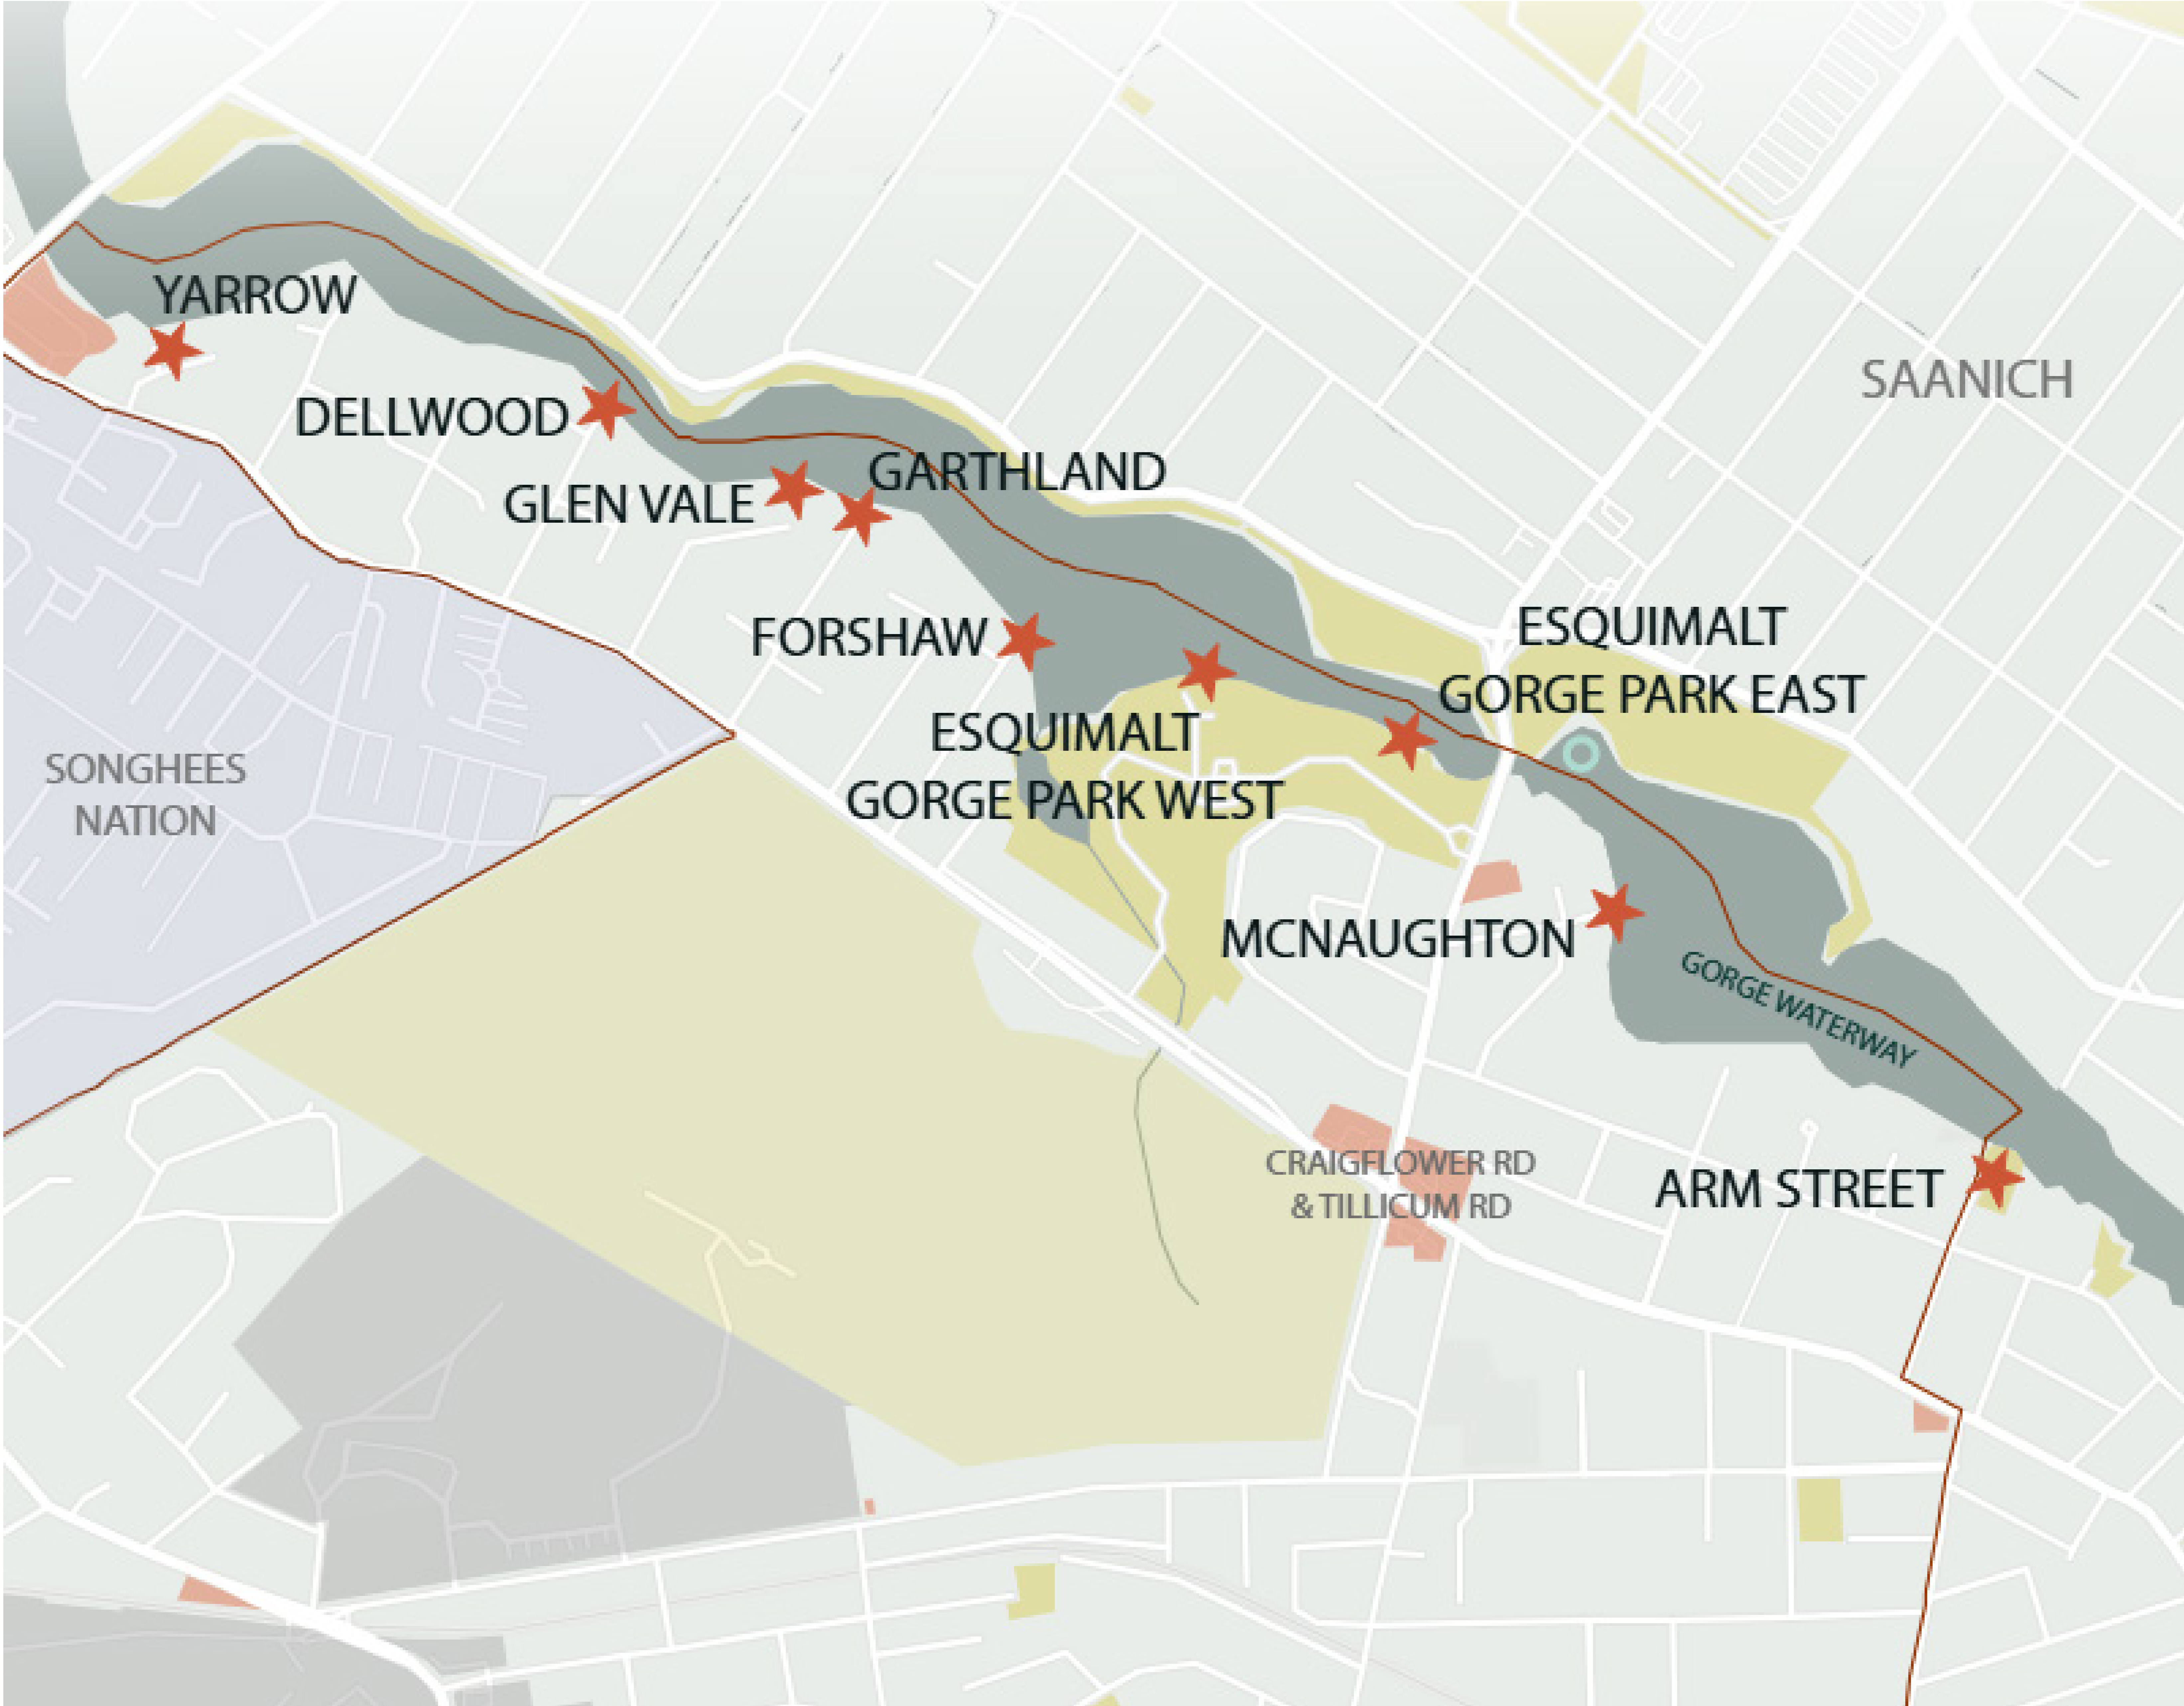 YARROW
SAANICH
DELLWOOD
GARTHLAND
GLEN VALE
FORSHAW
ESQUIMALT
GORGE PARK EAST
ESQUIMALT
GORGE PARK WEST
SONGHEES
NATION
MCNAUGHTON
GORGE WATERWAY
CRAIGFLOWER RD
& TILLICUM RD
ARM STREET